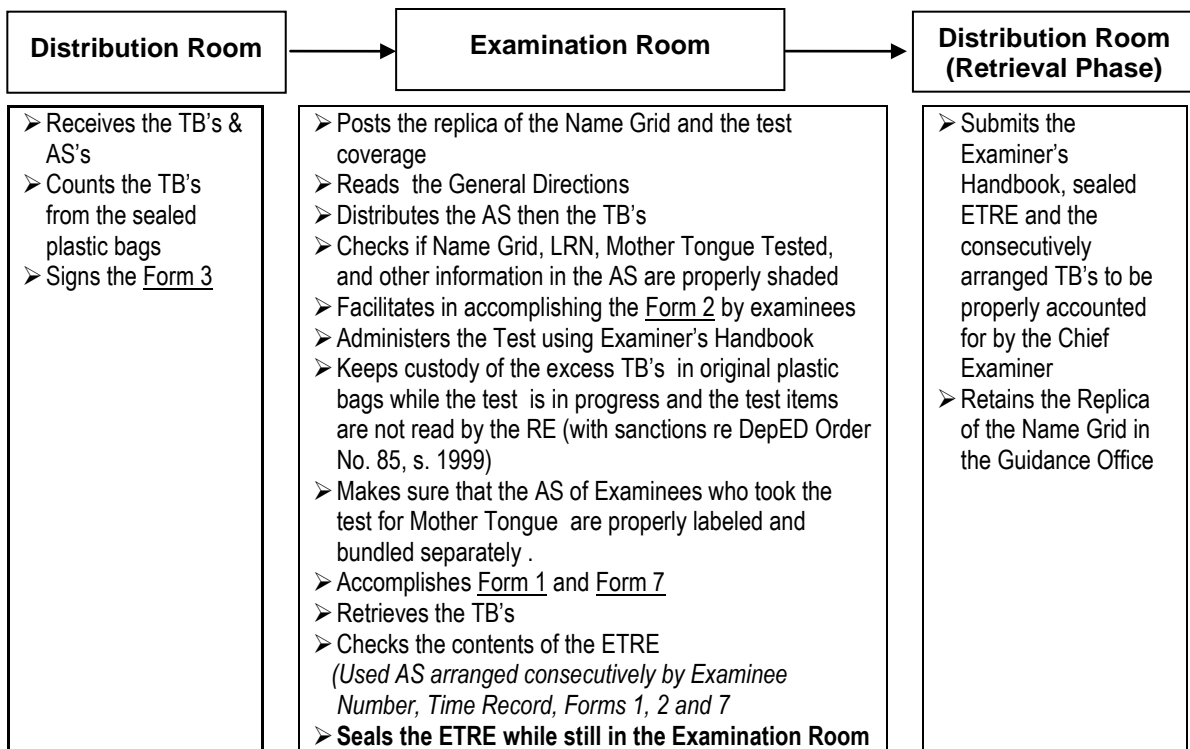 Distribution Room
Examination Room
Distribution Room
(Retrieval Phase)
➢ Receives the TB's &
AS's
➢ Counts the TB's
from the sealed
plastic bags
➢ Signs the Form 3
➢ Posts the replica of the Name Grid and the test
coverage
➢ Reads the General Directions
➢ Distributes the AS then the TB's
➢ Checks if Name Grid, LRN, Mother Tongue Tested,
and other information in the AS are properly shaded
➢ Facilitates in accomplishing the Form 2 by examinees
➢ Administers the Test using Examiner's Handbook
➢ Keeps custody of the excess TB's in original plastic
bags while the test is in progress and the test items
are not read by the RE (with sanctions re DepED Order
No. 85, s. 1999)
➢ Makes sure that the AS of Examinees who took the
test for Mother Tongue are properly labeled and
bundled separately .
➢ Accomplishes Form 1 and Form 7
➢ Retrieves the TB's
➢ Checks the contents of the ETRE
(Used AS arranged consecutively by Examinee
Number, Time Record, Forms 1, 2 and 7
➢ Seals the ETRE while still in the Examination Room
➢ Submits the
Examiner's
Handbook, sealed
ETRE and the
consecutively
arranged TB's to be
properly accounted
for by the Chief
Examiner
➢ Retains the Replica
of the Name Grid in
the Guidance Office